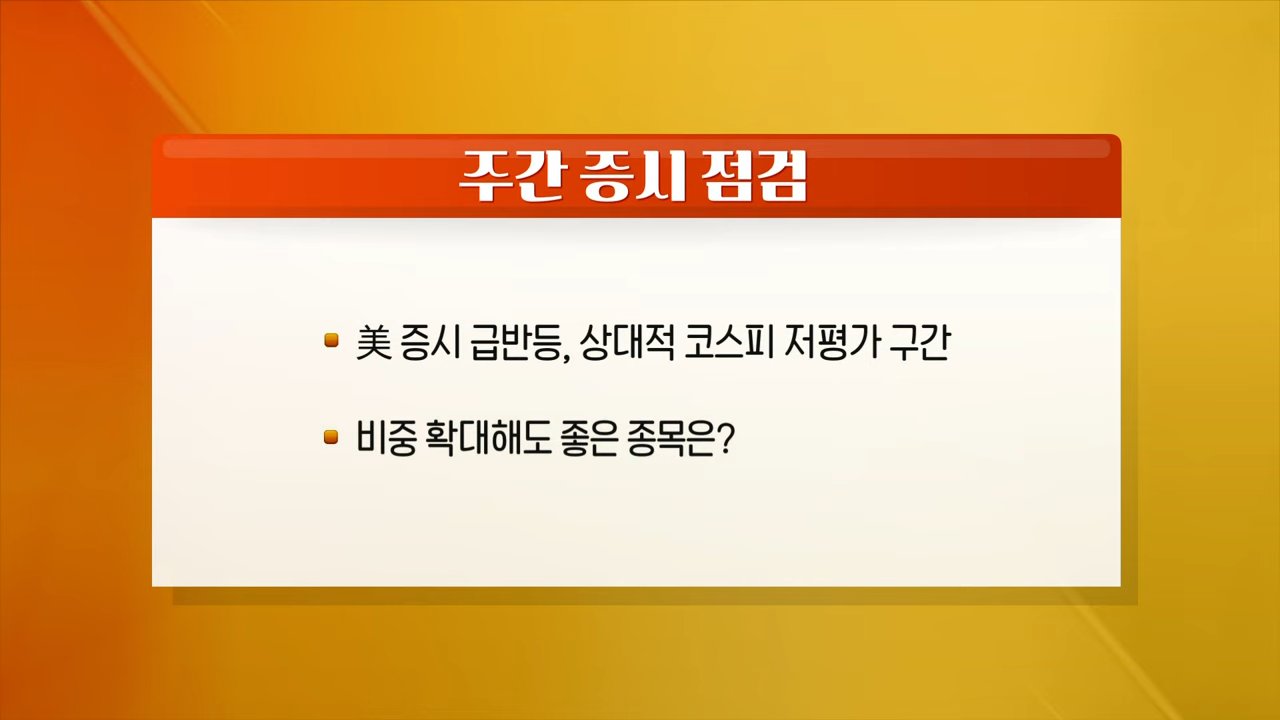 주간 증시 점검
美 증시 급반등, 상대적 코스피 저평가 구간
비중 확대해도 좋은 종목은?